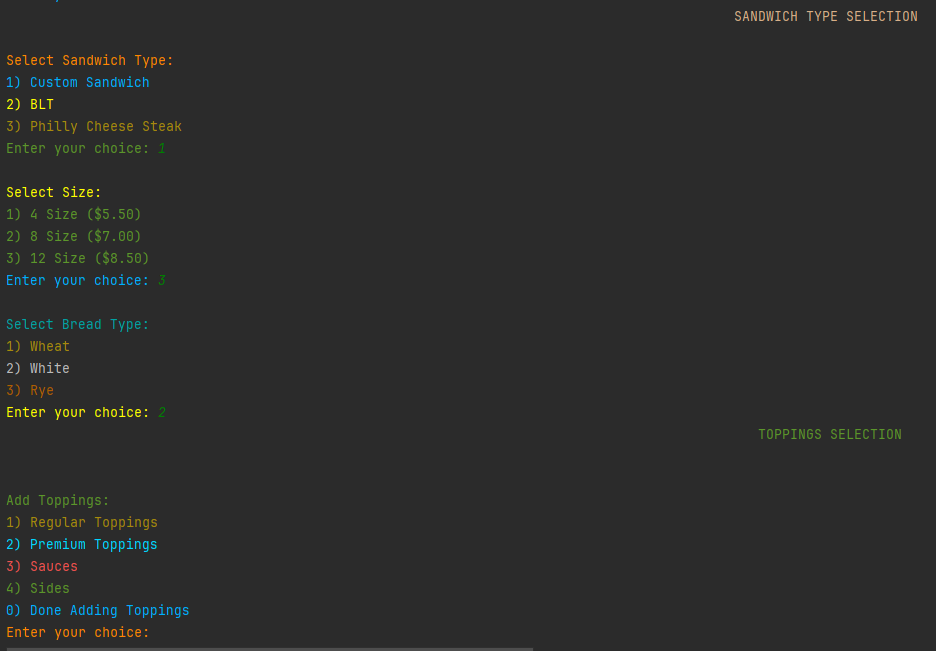 SANDWICH TYPE SELECTION
Select Sandwich Type:
1) Custom Sandwich
2) BLT
3) Philly Cheese Steak
Enter your choice: 1
Select Size:
1) 4 Size ($5.50)
2) 8 Size ($7.00)
3) 12 Size ($8.50)
Enter your choice: 3
Select Bread Type:
1) Wheat
2) White
3) Rye
Enter your choice: 2
TOPPINGS SELECTION
Add Toppings:
1) Regular Toppings
2) Premium Toppings
3) Sauces
4) Sides
0) Done Adding Toppings
Enter your choice: